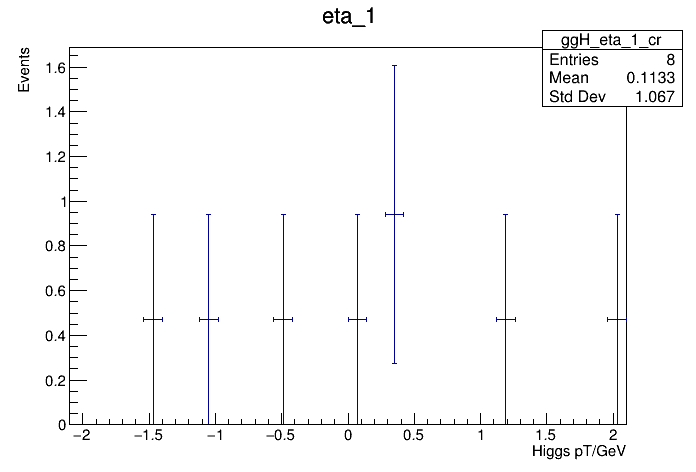 eta_1
ggH_eta_1_cr
Entries 8
Mean 0.1133
Std Dev 1.067
Events
1.6
1.4
1.2
1
0.8
0.6
0.4
0.2
0
−2 −1.5 −1 −0.5 0 0.5 1 1.5 2
Higgs pT/GeV